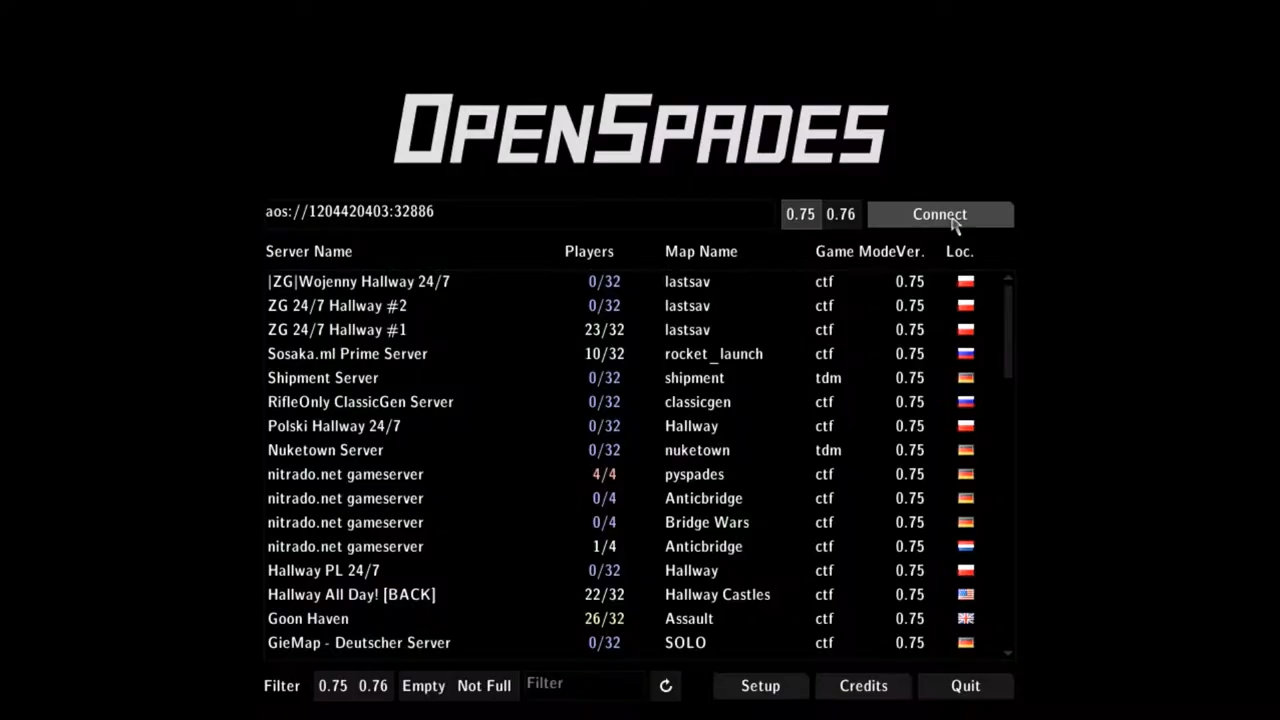 OPENSPADES
aos://1204420403:32886 0.75 0.76 Connect
Server Name Players Map Name Game ModeVer. Loc.
|ZG|Wojenny Hallway 24/7 0/32 lastsav ctf 0.75
ZG 24/7 Hallway #2 0/32 lastsav ctf 0.75
ZG 24/7 Hallway #1 23/32 lastsav ctf 0.75
Sosaka.ml Prime Server 10/32 rocket_launch ctf 0.75
Shipment Server 0/32 shipment tdm 0.75
RifleOnly ClassicGen Server 0/32 classicgen ctf 0.75
Polski Hallway 24/7 0/32 Hallway ctf 0.75
Nuketown Server 0/32 nuketown tdm 0.75
nitrado.net gameserver 4/4 pyspades ctf 0.75
nitrado.net gameserver 0/4 Anticbridge ctf 0.75
nitrado.net gameserver 0/4 Bridge Wars ctf 0.75
nitrado.net gameserver 1/4 Anticbridge ctf 0.75
Hallway PL 24/7 0/32 Hallway ctf 0.75
Hallway All Day! [BACK] 22/32 Hallway Castles ctf 0.75
Goon Haven 26/32 Assault ctf 0.75
GieMap - Deutscher Server 0/32 SOLO ctf 0.75
Filter 0.75 0.76 Empty Not Full Filter Setup Credits Quit